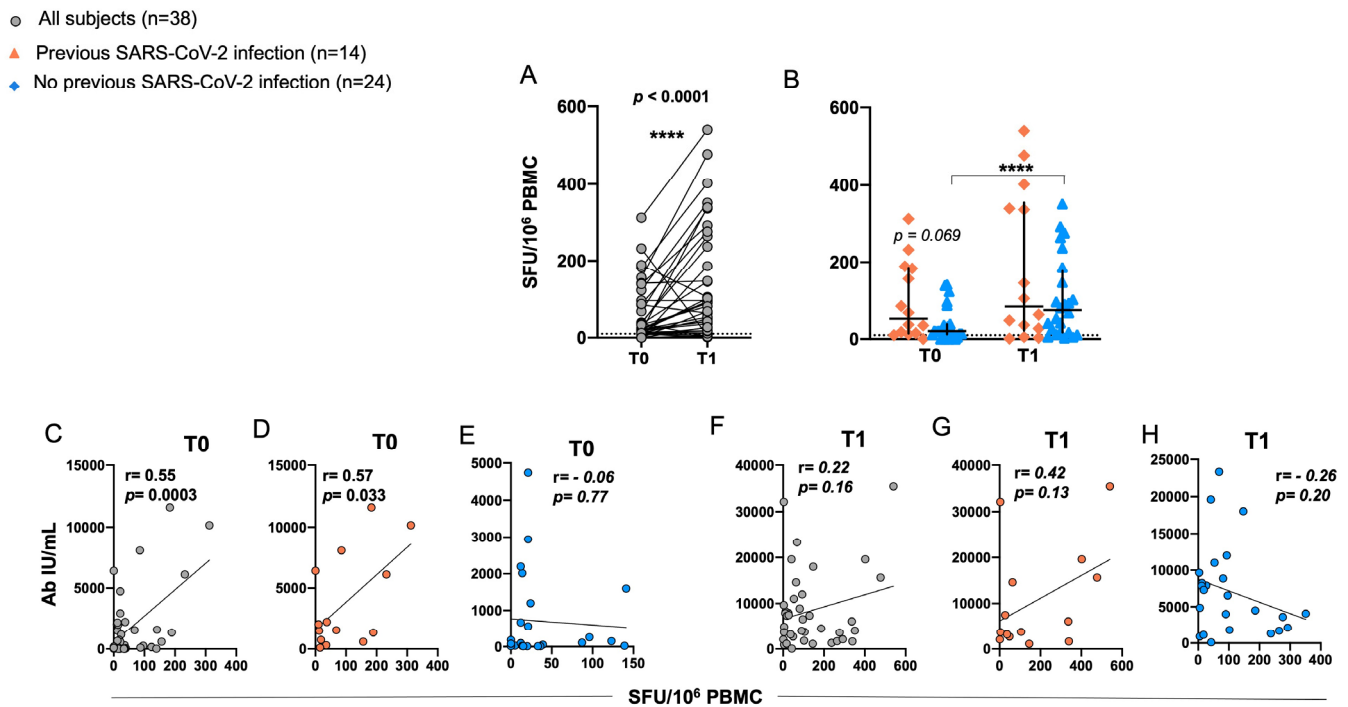 All subjects (n=38)
Previous SARS-CoV-2 infection (n=14)
No previous SARS-CoV-2 infection (n=24)
A
p < 0.0001
****
600
400
200
0
SFU/10⁶ PBMC
T0
T1
B
600
400
200
0
****
p = 0.069
T0
T1
C
T0
r= 0.55
p= 0.0003
15000
10000
5000
0
Ab IU/mL
0 100 200 300 400
D
T0
r= 0.57
p= 0.033
15000
10000
5000
0
0 100 200 300 400
E
T0
r= - 0.06
p= 0.77
5000
4000
3000
2000
1000
0
0 50 100 150
F
T1
r= 0.22
p= 0.16
40000
30000
20000
10000
0
0 200 400 600
G
T1
r= 0.42
p= 0.13
40000
30000
20000
10000
0
0 200 400 600
H
T1
r= - 0.26
p= 0.20
25000
20000
15000
10000
5000
0
0 100 200 300 400
SFU/10⁶ PBMC